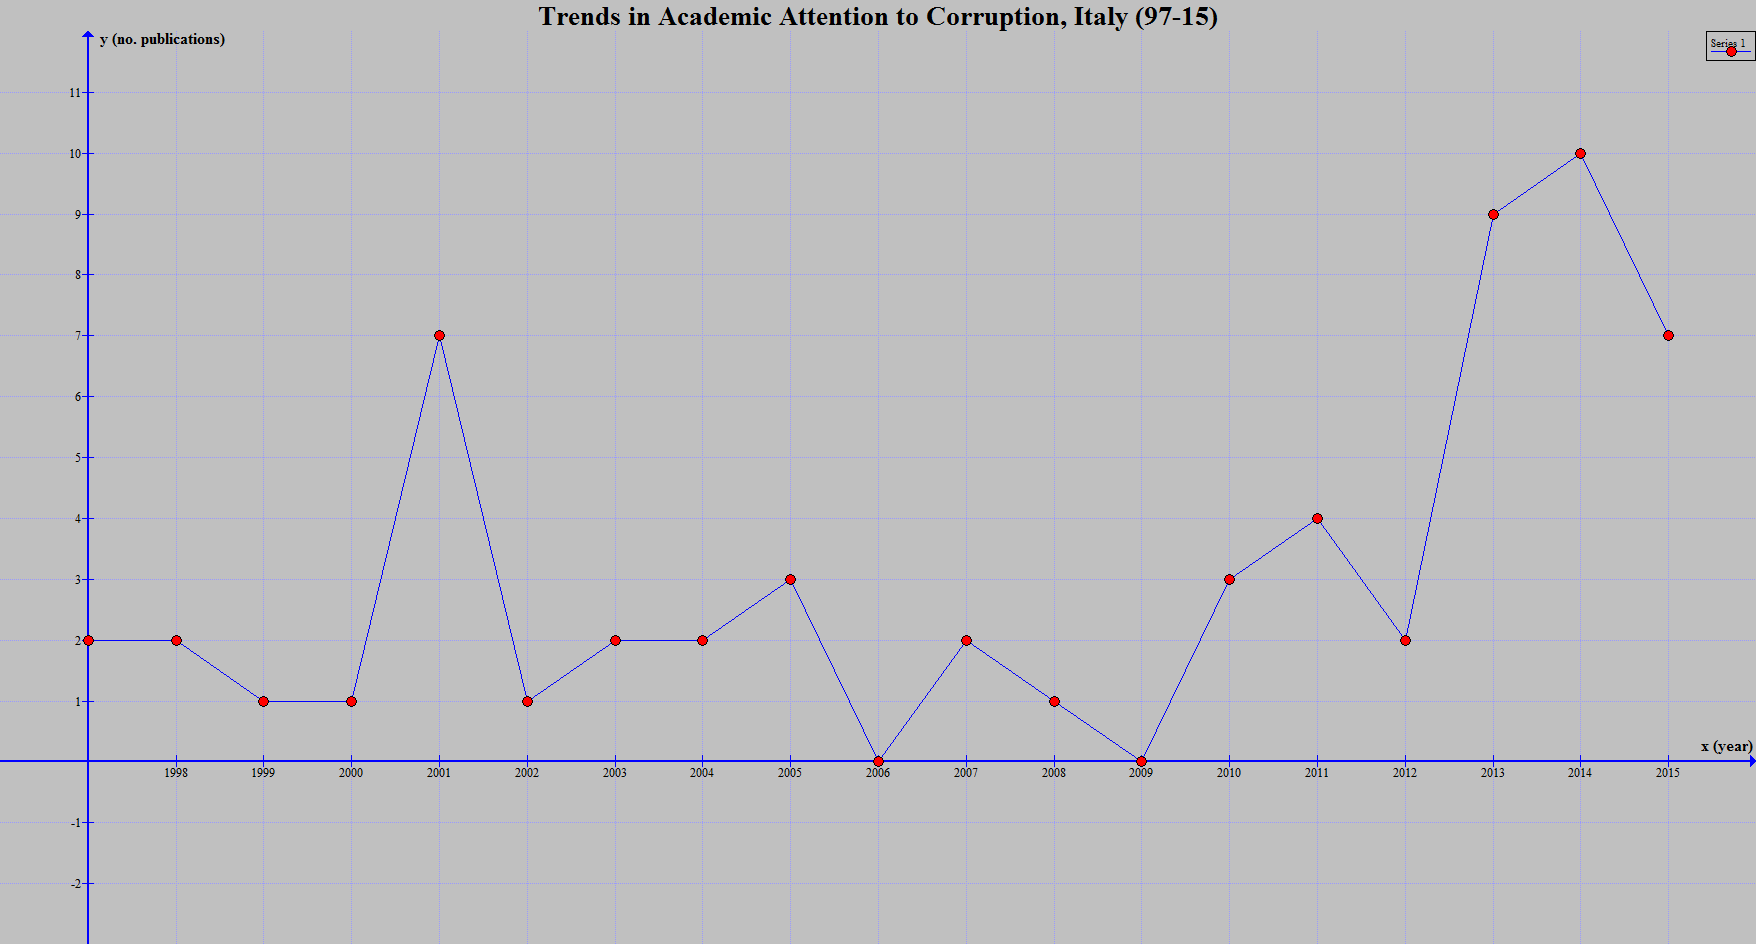 Trends in Academic Attention to Corruption, Italy (97-15)
y (no. publications)
Series 1
11
10
9
8
7
6
5
4
3
2
1
x (year)
1998 1999 2000 2001 2002 2003 2004 2005 2006 2007 2008 2009 2010 2011 2012 2013 2014 2015
-1
-2